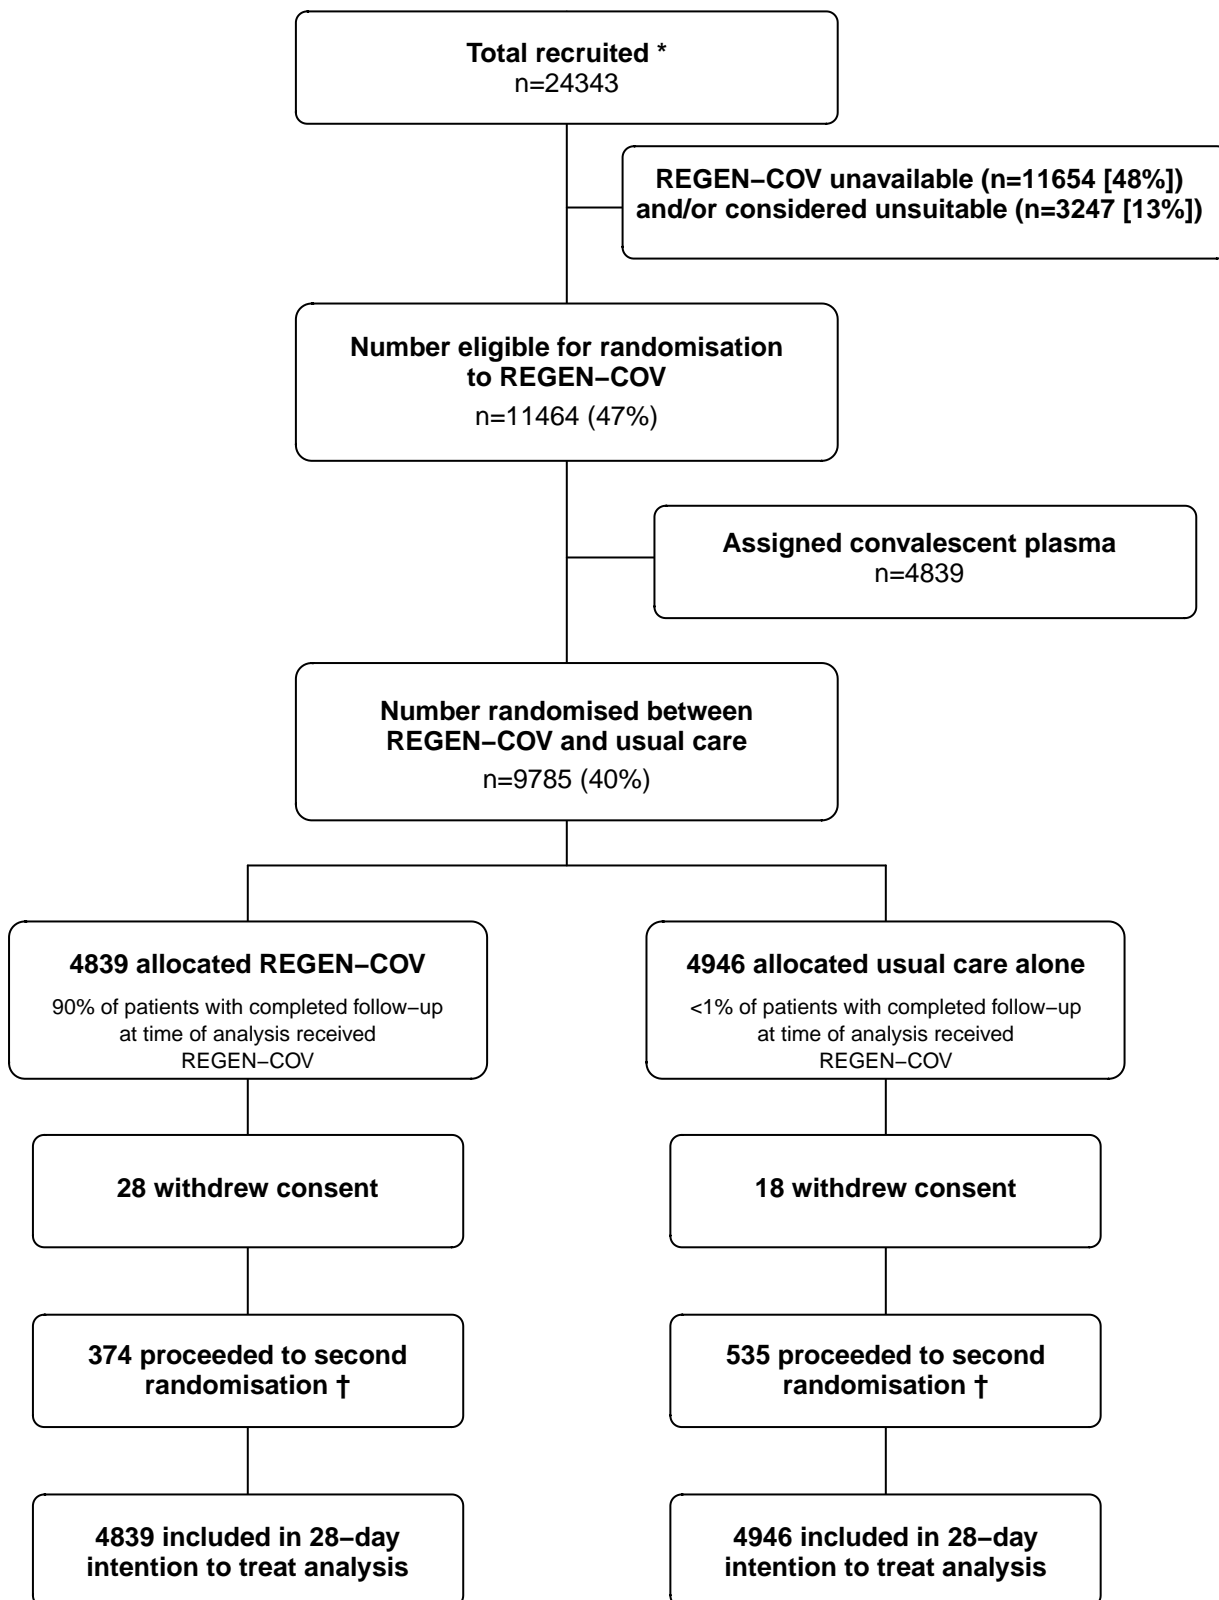 Total recruited *
n=24343
REGEN−COV unavailable (n=11654 [48%])
and/or considered unsuitable (n=3247 [13%])
Number eligible for randomisation
to REGEN−COV
n=11464 (47%)
Assigned convalescent plasma
n=4839
Number randomised between
REGEN−COV and usual care
n=9785 (40%)
4839 allocated REGEN−COV
90% of patients with completed follow−up
at time of analysis received
REGEN−COV
4946 allocated usual care alone
<1% of patients with completed follow−up
at time of analysis received
REGEN−COV
28 withdrew consent
18 withdrew consent
374 proceeded to second
randomisation †
535 proceeded to second
randomisation †
4839 included in 28−day
intention to treat analysis
4946 included in 28−day
intention to treat analysis